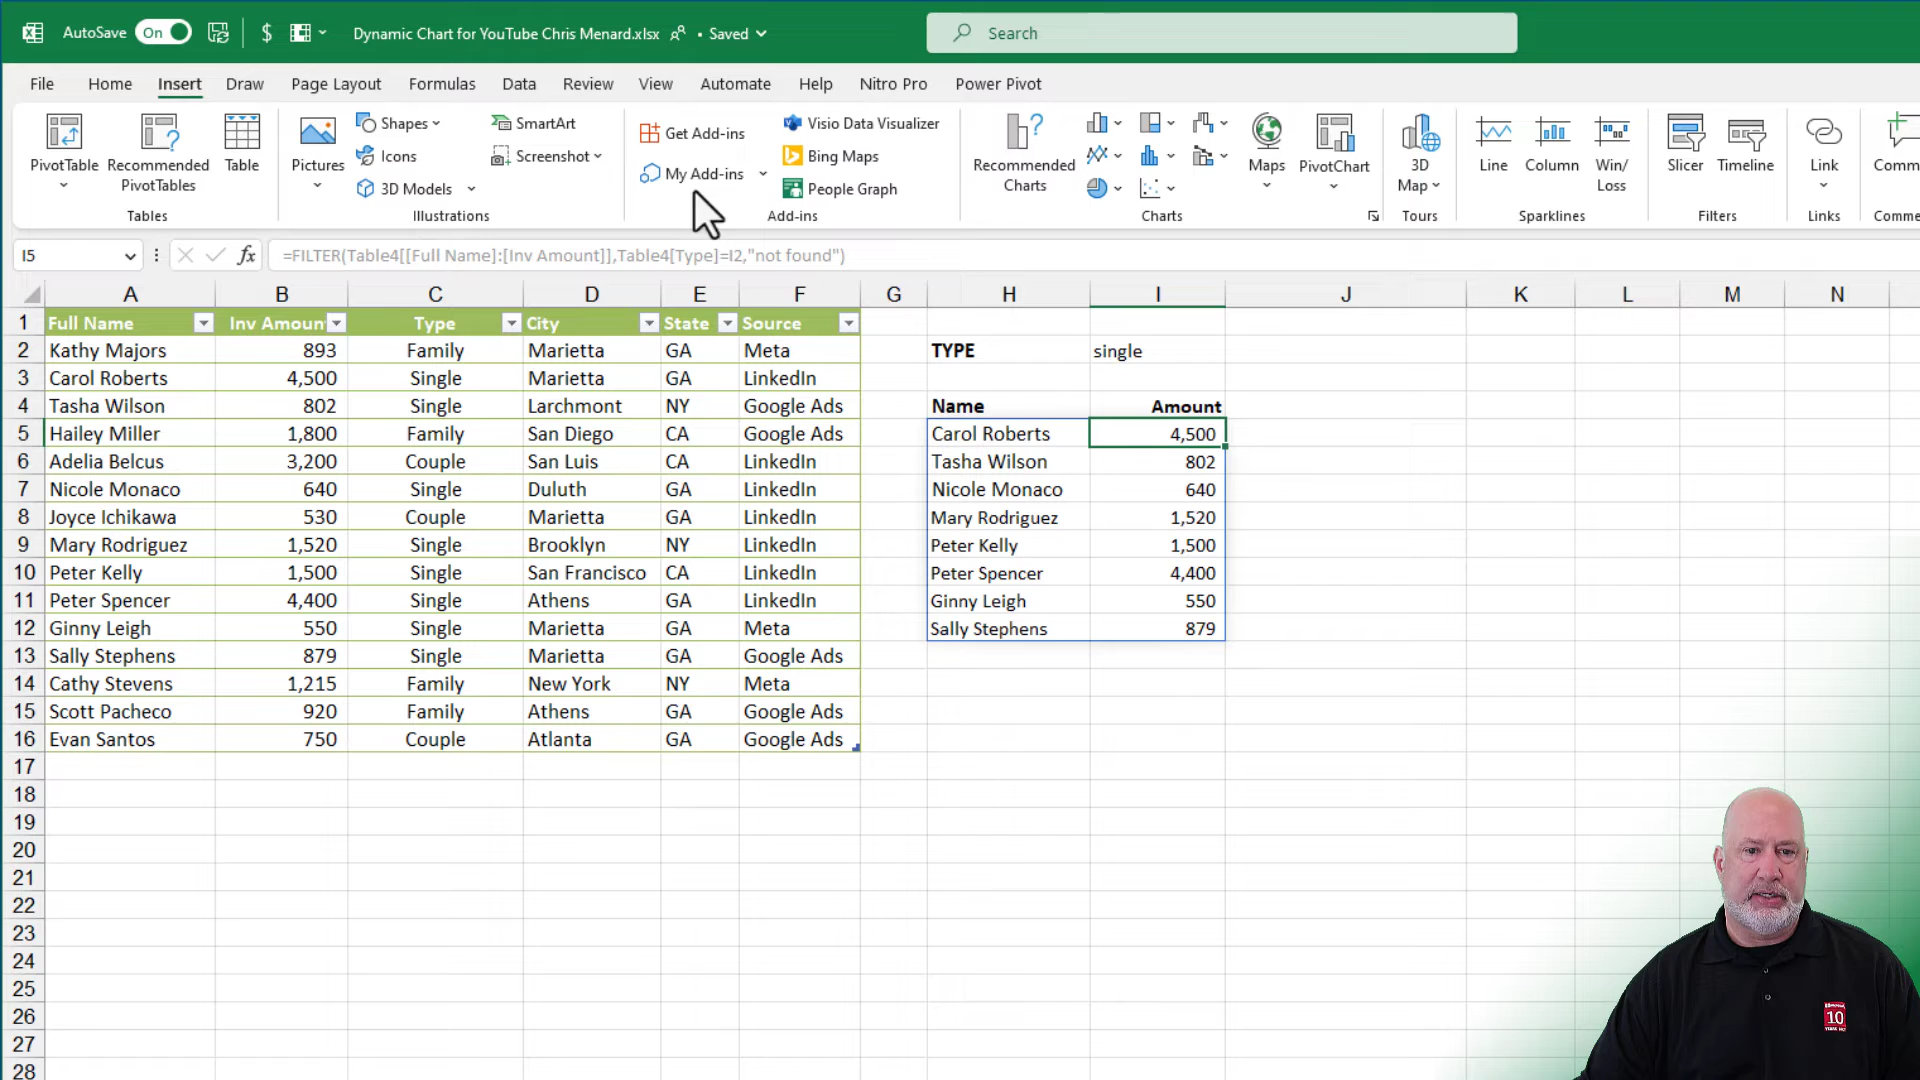 AutoSave On $ Dynamic Chart for YouTube Chris Menard.xlsx • Saved Search
File Home Insert Draw Page Layout Formulas Data Review View Automate Help Nitro Pro Power Pivot
PivotTable
Recommended
PivotTables
Table
Tables
Pictures
Shapes
Icons
3D Models
SmartArt
Screenshot
Illustrations
Get Add-ins
My Add-ins
Visio Data Visualizer
Bing Maps
People Graph
Add-ins
Recommended
Charts
Maps
PivotChart
Charts
3D
Map
Tours
Line
Column
Win/
Loss
Sparklines
Slicer
Timeline
Filters
Link
Links
Comm
Comme
I5 fx =FILTER(Table4[[Full Name]:[Inv Amount]],Table4[Type]=I2,"not found")
A B C D E F G H I J K L M N
1 Full Name Inv Amoun Type City State Source
2 Kathy Majors 893 Family Marietta GA Meta TYPE single
3 Carol Roberts 4,500 Single Marietta GA LinkedIn
4 Tasha Wilson 802 Single Larchmont NY Google Ads Name Amount
5 Hailey Miller 1,800 Family San Diego CA Google Ads Carol Roberts 4,500
6 Adelia Belcus 3,200 Couple San Luis CA LinkedIn Tasha Wilson 802
7 Nicole Monaco 640 Single Duluth GA LinkedIn Nicole Monaco 640
8 Joyce Ichikawa 530 Couple Marietta GA LinkedIn Mary Rodriguez 1,520
9 Mary Rodriguez 1,520 Single Brooklyn NY LinkedIn Peter Kelly 1,500
10 Peter Kelly 1,500 Single San Francisco CA LinkedIn Peter Spencer 4,400
11 Peter Spencer 4,400 Single Athens GA LinkedIn Ginny Leigh 550
12 Ginny Leigh 550 Single Marietta GA Meta Sally Stephens 879
13 Sally Stephens 879 Single Marietta GA Google Ads
14 Cathy Stevens 1,215 Family New York NY Meta
15 Scott Pacheco 920 Family Athens GA Google Ads
16 Evan Santos 750 Couple Atlanta GA Google Ads
17
18
19
20
21
22
23
24
25
26
27
28
10